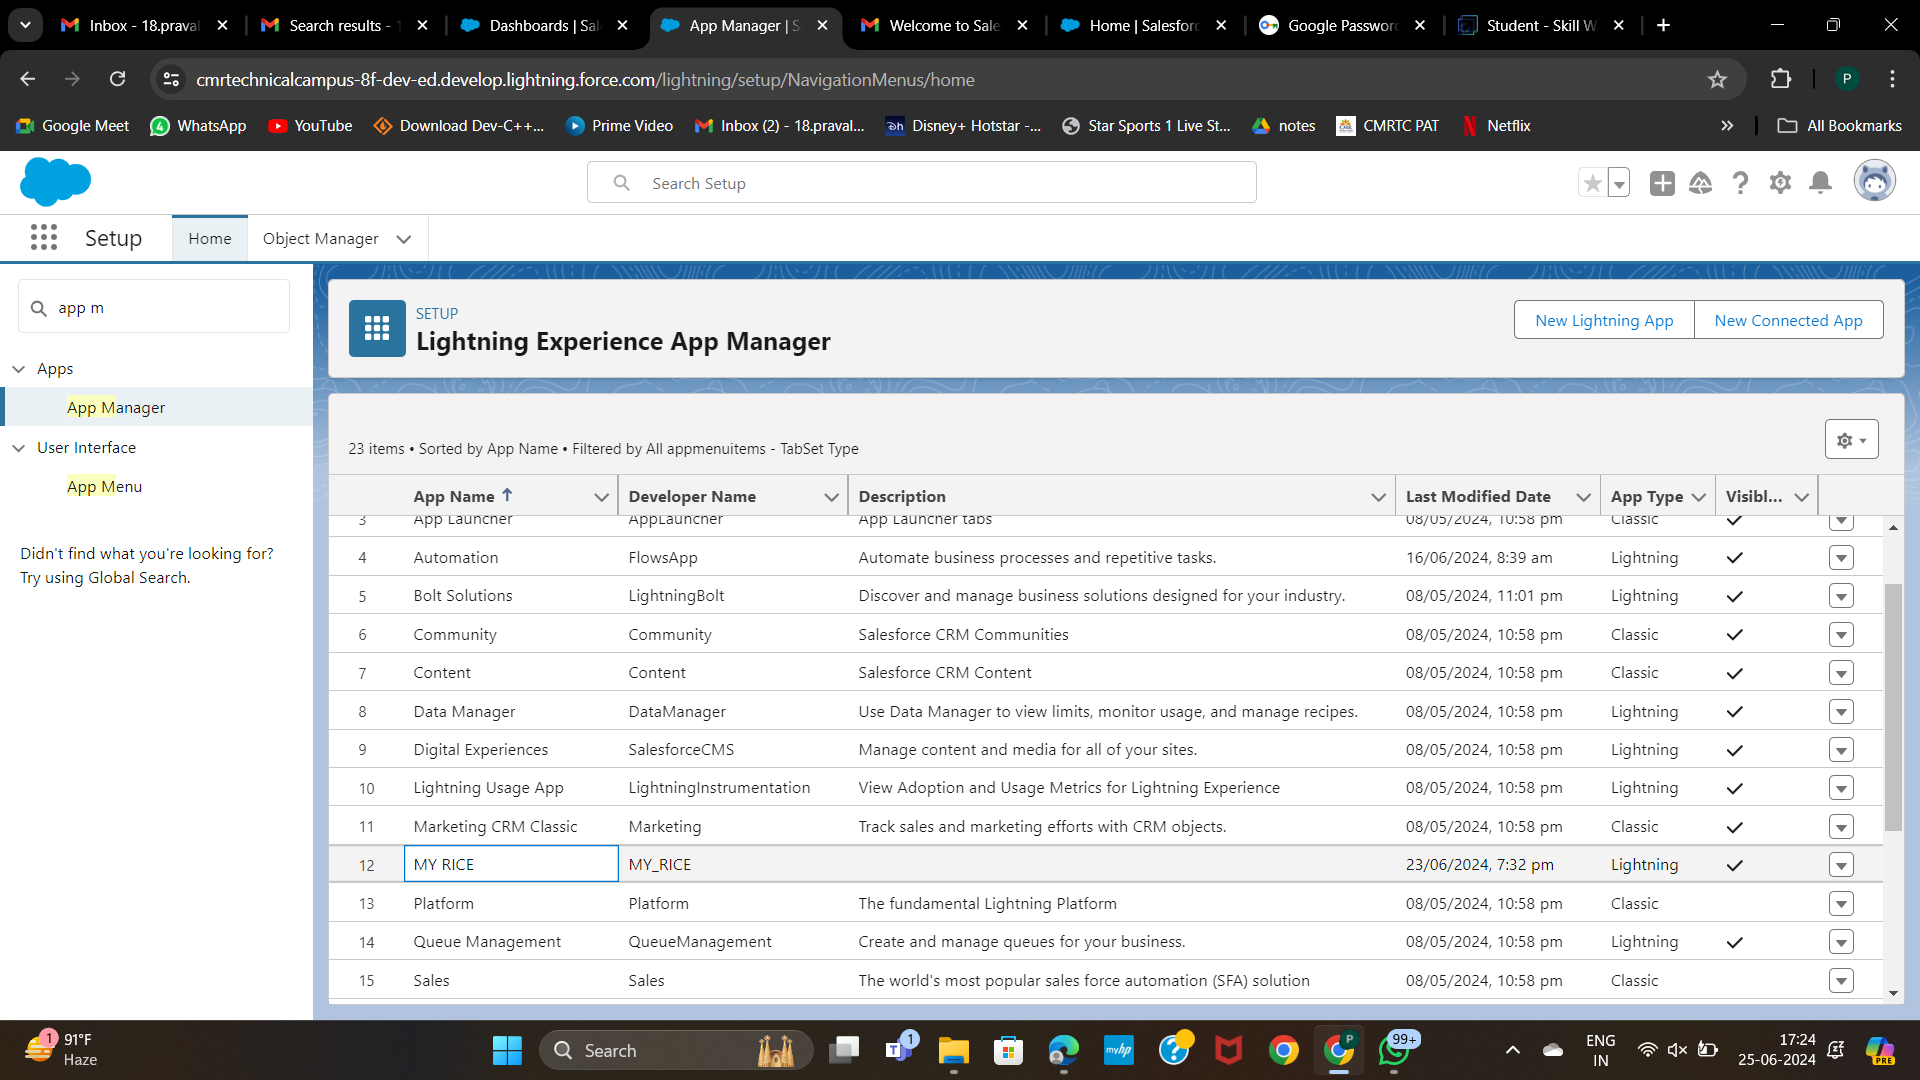 Inbox - 18.praval
Search results - 1
Dashboards | Sal
App Manager | S
Welcome to Sale
Home | Salesforc
Google Password
Student - Skill W
cmrtechnicalcampus-8f-dev-ed.develop.lightning.force.com/lightning/setup/NavigationMenus/home
P
Google Meet
4
WhatsApp
YouTube
Download Dev-C++...
Prime Video
Inbox (2) - 18.praval...
Disney+ Hotstar -...
Star Sports 1 Live St...
notes
CMRTC PAT
Netflix
All Bookmarks
Search Setup
Setup
Home
Object Manager
app m
Apps
App Manager
User Interface
App Menu
Didn't find what you're looking for?
Try using Global Search.
SETUP
Lightning Experience App Manager
New Lightning App
New Connected App
23 items • Sorted by App Name • Filtered by All appmenuitems - TabSet Type
App Name Developer Name Description Last Modified Date App Type Visibl...
3 App Launcher AppLauncher App Launcher tabs 08/05/2024, 10:58 pm Classic
4 Automation FlowsApp Automate business processes and repetitive tasks. 16/06/2024, 8:39 am Lightning
5 Bolt Solutions LightningBolt Discover and manage business solutions designed for your industry. 08/05/2024, 11:01 pm Lightning
6 Community Community Salesforce CRM Communities 08/05/2024, 10:58 pm Classic
7 Content Content Salesforce CRM Content 08/05/2024, 10:58 pm Classic
8 Data Manager DataManager Use Data Manager to view limits, monitor usage, and manage recipes. 08/05/2024, 10:58 pm Lightning
9 Digital Experiences SalesforceCMS Manage content and media for all of your sites. 08/05/2024, 10:58 pm Lightning
10 Lightning Usage App LightningInstrumentation View Adoption and Usage Metrics for Lightning Experience 08/05/2024, 10:58 pm Lightning
11 Marketing CRM Classic Marketing Track sales and marketing efforts with CRM objects. 08/05/2024, 10:58 pm Classic
12 MY RICE MY_RICE 23/06/2024, 7:32 pm Lightning
13 Platform Platform The fundamental Lightning Platform 08/05/2024, 10:58 pm Classic
14 Queue Management QueueManagement Create and manage queues for your business. 08/05/2024, 10:58 pm Lightning
15 Sales Sales The world's most popular sales force automation (SFA) solution 08/05/2024, 10:58 pm Classic
1
91°F
Haze
Search
1
myhp
P
99+
ENG
IN
17:24
25-06-2024
PRE